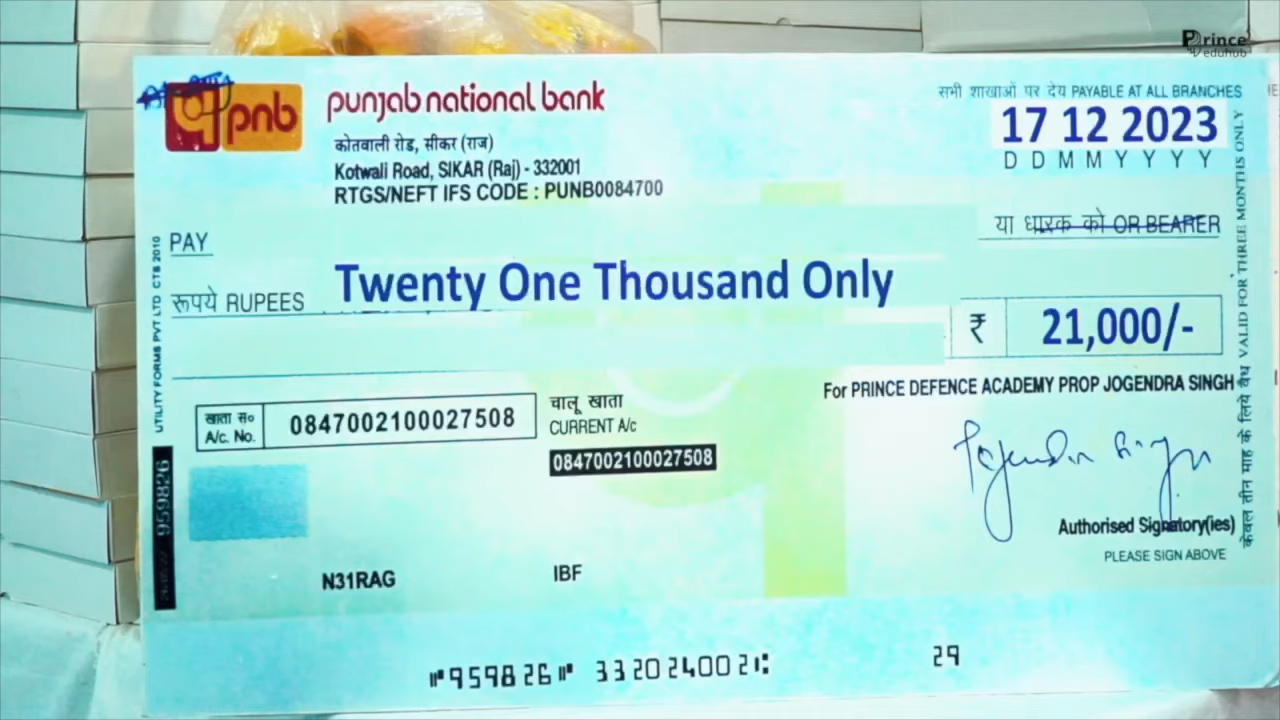 Prince
eduhub
पी pnb
punjab national bank
कोतवाली रोड, सीकर (राज)
Kotwali Road, SIKAR (Raj) - 332001
RTGS/NEFT IFS CODE : PUNB0084700
सभी शाखाओं पर देय PAYABLE AT ALL BRANCHES
17 12 2023
D D M M Y Y Y Y
PAY
या धारक को OR BEARER
रूपये RUPEES
Twenty One Thousand Only
₹ 21,000/-
For PRINCE DEFENCE ACADEMY PROP JOGENDRA SINGH
खाता सं०
A/c. No.
0847002100027508
चालू खाता
CURRENT A/c
0847002100027508
Authorised Signatory(ies)
PLEASE SIGN ABOVE
N31RAG IBF
⑈959826⑈ 332024002⑆ 29
UTILITY FORMS PVT LTD CTS 2010
959826
केवल तीन माह के लिये वैध VALID FOR THREE MONTHS ONLY